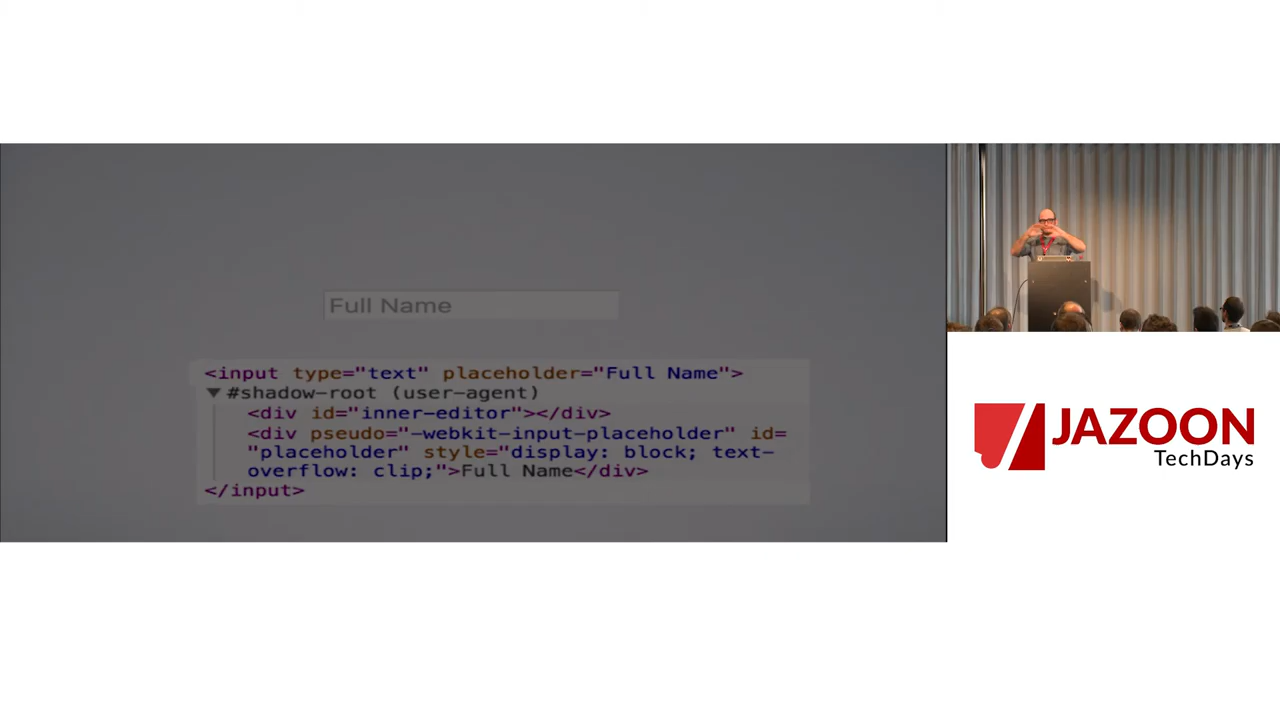 Full Name
<input type="text" placeholder="Full Name">
▼#shadow-root (user-agent)
<div id="inner-editor"></div>
<div pseudo="-webkit-input-placeholder" id=
"placeholder" style="display: block; text-
overflow: clip;">Full Name</div>
</input>
JAZOON
TechDays